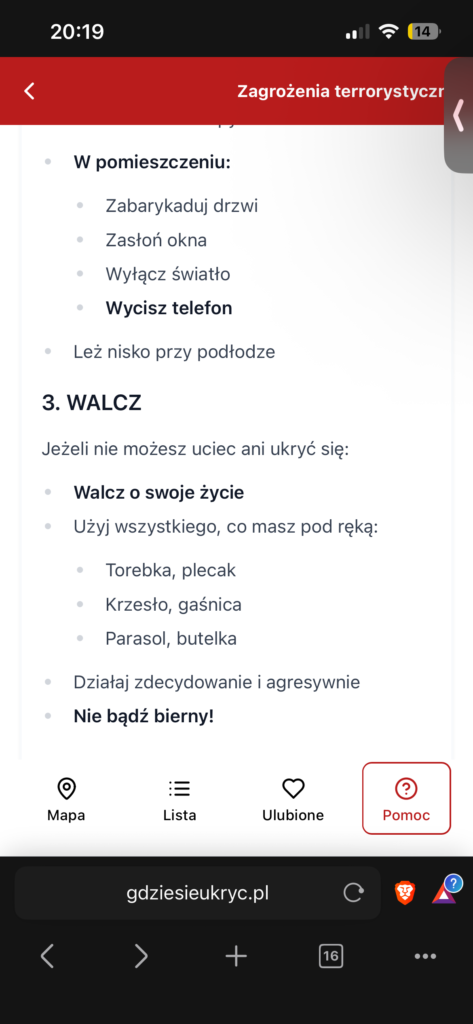 20:19
14
Zagrożenia terrorystyczn
W pomieszczeniu:
Zabarykaduj drzwi
Zasłoń okna
Wyłącz światło
Wycisz telefon
Leż nisko przy podłodze
3. WALCZ
Jeżeli nie możesz uciec ani ukryć się:
Walcz o swoje życie
Użyj wszystkiego, co masz pod ręką:
Torebka, plecak
Krzesło, gaśnica
Parasol, butelka
Działaj zdecydowanie i agresywnie
Nie bądź bierny!
Mapa Lista Ulubione Pomoc
gdziesieukryc.pl
16